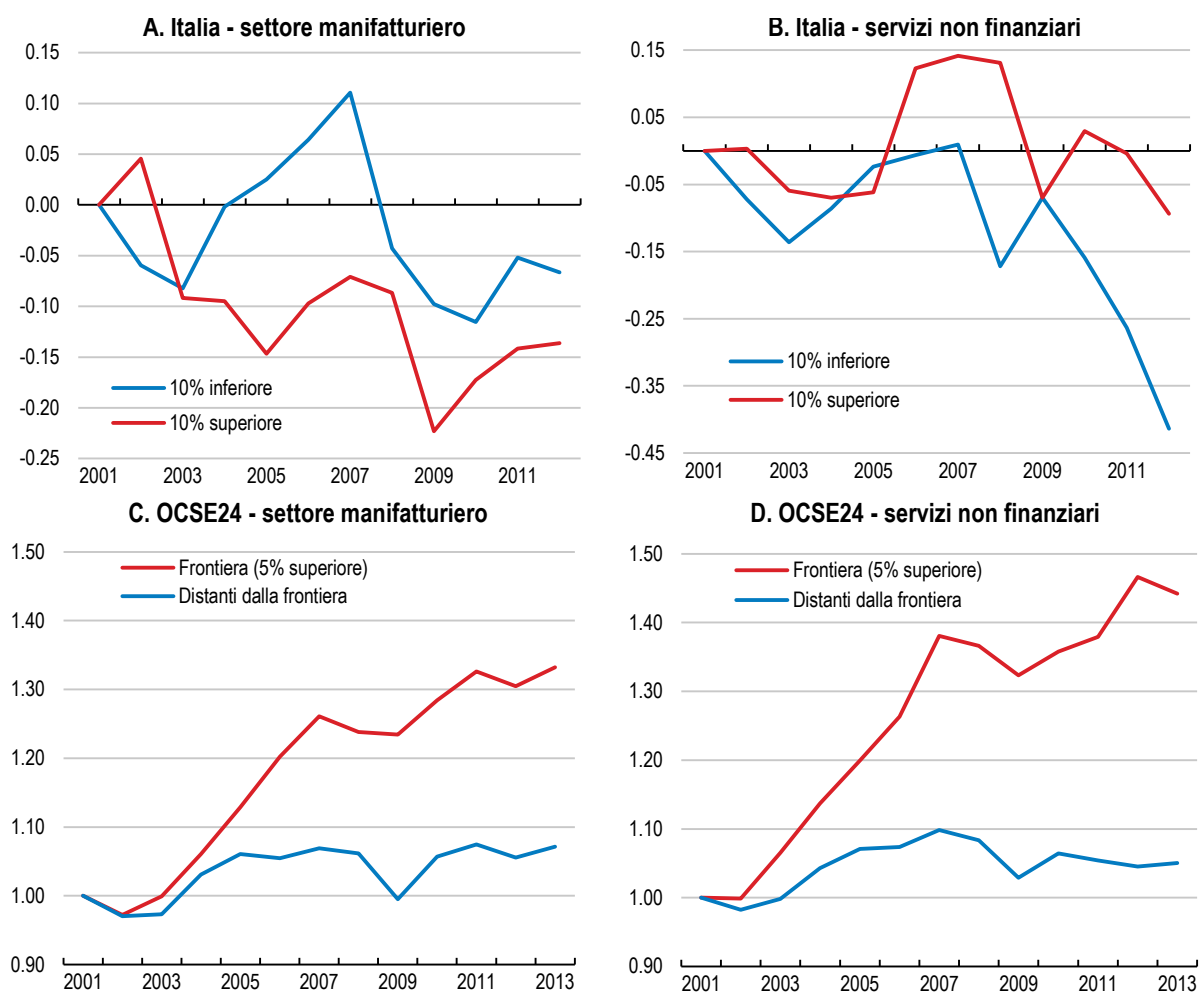 A. Italia - settore manifatturiero
0.15
0.10
0.05
0.00
-0.05
-0.10
-0.15
-0.20
-0.25
10% inferiore
10% superiore
2001 2003 2005 2007 2009 2011
B. Italia - servizi non finanziari
0.15
0.05
-0.05
-0.15
-0.25
-0.35
-0.45
10% inferiore
10% superiore
2001 2003 2005 2007 2009 2011
C. OCSE24 - settore manifatturiero
1.50
1.40
1.30
1.20
1.10
1.00
0.90
Frontiera (5% superiore)
Distanti dalla frontiera
2001 2003 2005 2007 2009 2011 2013
D. OCSE24 - servizi non finanziari
1.50
1.40
1.30
1.20
1.10
1.00
0.90
Frontiera (5% superiore)
Distanti dalla frontiera
2001 2003 2005 2007 2009 2011 2013